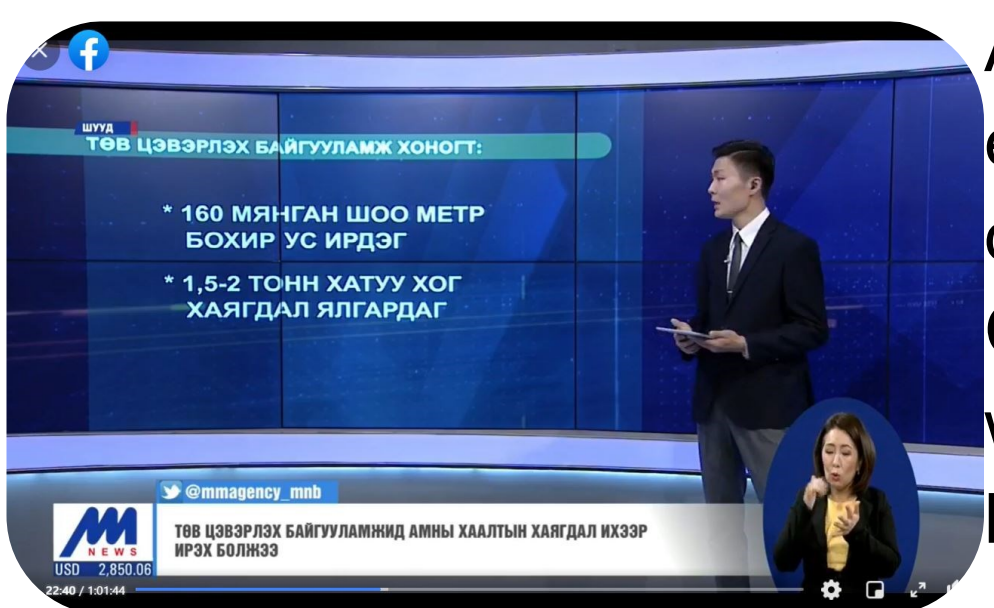 ШУУД
ТӨВ ЦЭВЭРЛЭХ БАЙГУУЛАМЖ ХОНОГТ:
* 160 МЯНГАН ШОО МЕТР
БОХИР УС ИРДЭГ
* 1,5-2 ТОНН ХАТУУ ХОГ
ХАЯГДАЛ ЯЛГАРДАГ
@mmagency_mnb
ТӨВ ЦЭВЭРЛЭХ БАЙГУУЛАМЖИД АМНЫ ХААЛТЫН ХАЯГДАЛ ИХЭЭР
ИРЭХ БОЛЖЭЭ
MM
NEWS
USD 2,850.06
22:40 / 1:01:44